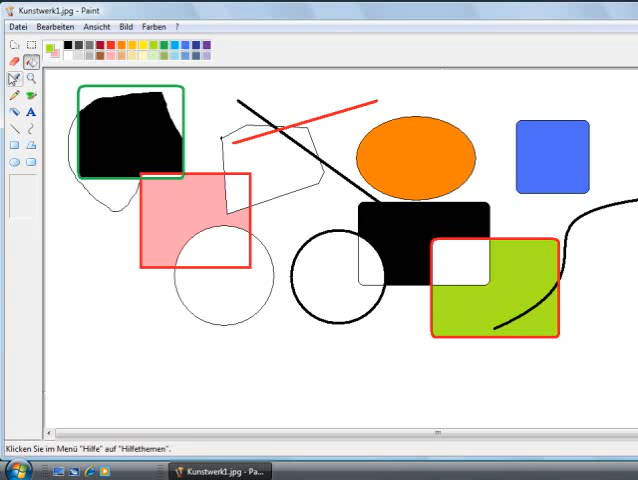 Kunstwerk1.jpg - Paint
Datei Bearbeiten Ansicht Bild Farben ?
A
Klicken Sie im Menü "Hilfe" auf "Hilfethemen".
Kunstwerk1.jpg - Pa...